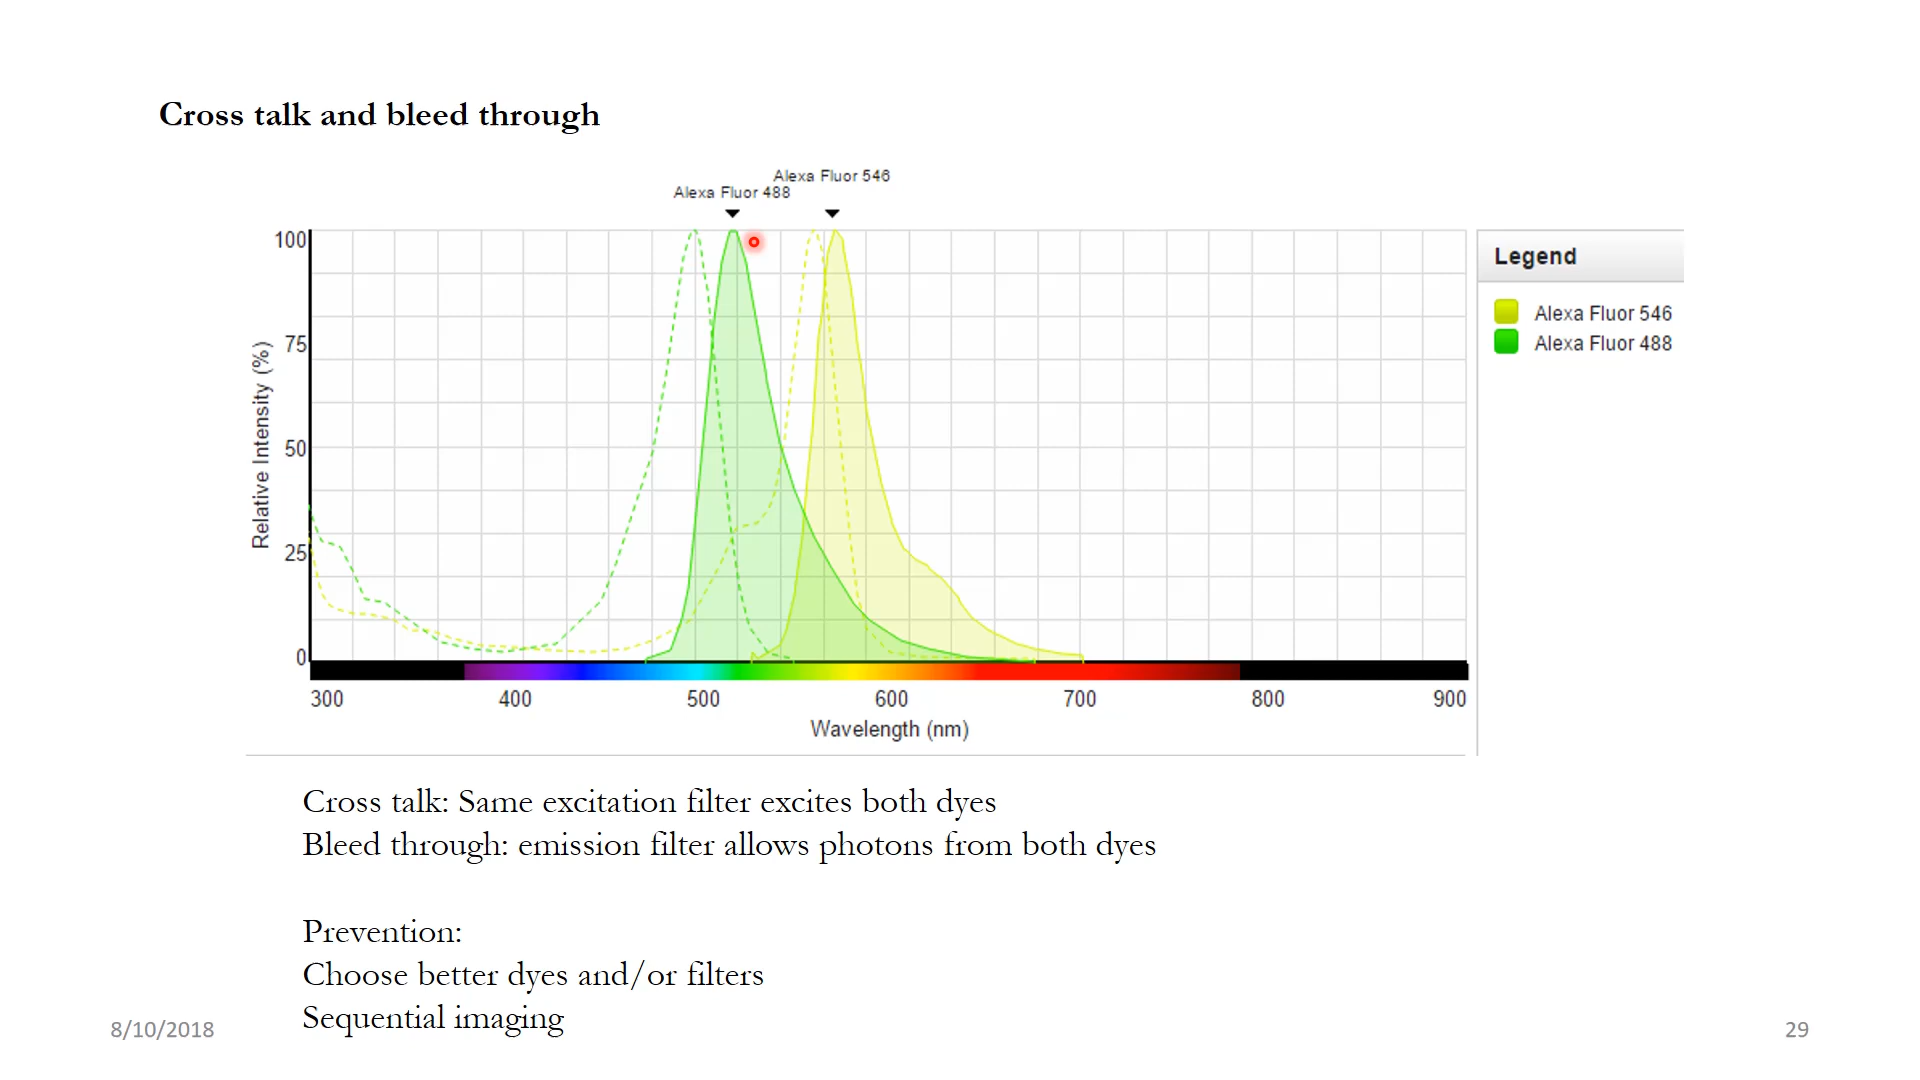 Cross talk and bleed through
Alexa Fluor 546
Alexa Fluor 488
100
75
50
25
0
Relative Intensity (%)
300 400 500 600 700 800 900
Wavelength (nm)
Legend
Alexa Fluor 546
Alexa Fluor 488
Cross talk: Same excitation filter excites both dyes
Bleed through: emission filter allows photons from both dyes
Prevention:
Choose better dyes and/or filters
Sequential imaging
8/10/2018
29